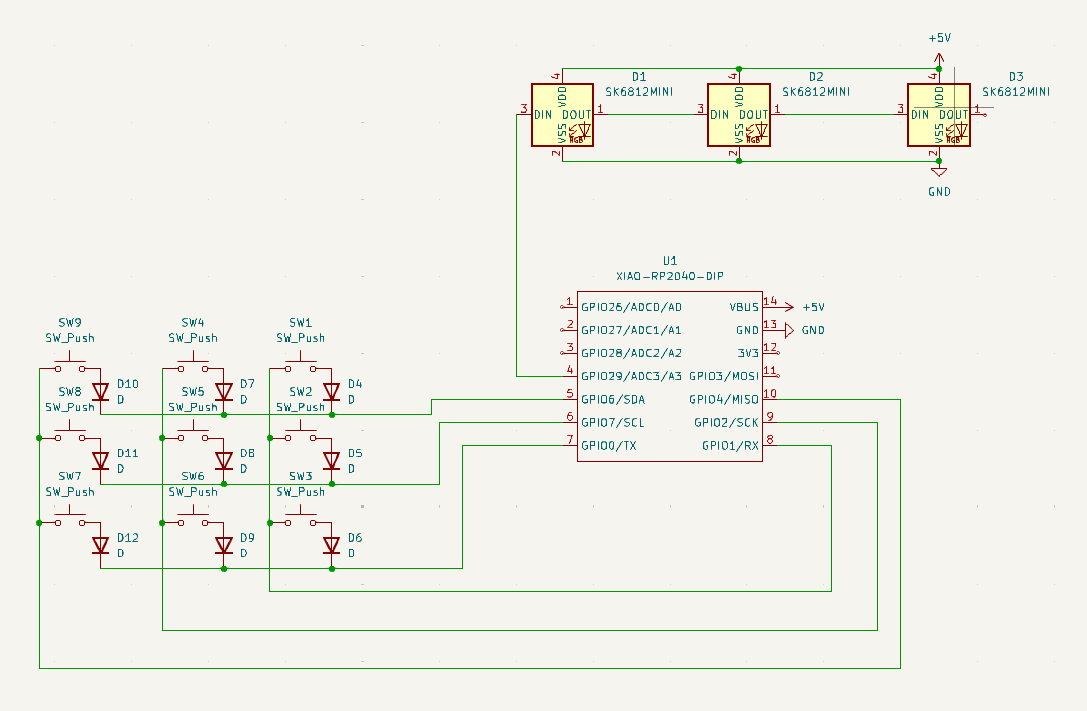 +5V
D1
D2
D3
SK6812MINI
SK6812MINI
SK6812MINI
4
4
4
VDD
VDD
VDD
3 DIN DOUT 1
3 DIN DOUT 1
3 DIN DOUT 1
VSS
VSS
VSS
RGB
RGB
RGB
2
2
2
GND
U1
XIAO-RP2040-DIP
1 GPIO26/ADC0/A0 VBUS 14 +5V
2 GPIO27/ADC1/A1 GND 13 GND
3 GPIO28/ADC2/A2 3V3 12
4 GPIO29/ADC3/A3 GPIO3/MOSI 11
5 GPIO6/SDA GPIO4/MISO 10
6 GPIO7/SCL GPIO2/SCK 9
7 GPIO0/TX GPIO1/RX 8
SW9 SW4 SW1
SW_Push SW_Push SW_Push
D10 D7 D4
D D D
SW8 SW5 SW2
SW_Push SW_Push SW_Push
D11 D8 D5
D D D
SW7 SW6 SW3
SW_Push SW_Push SW_Push
D12 D9 D6
D D D